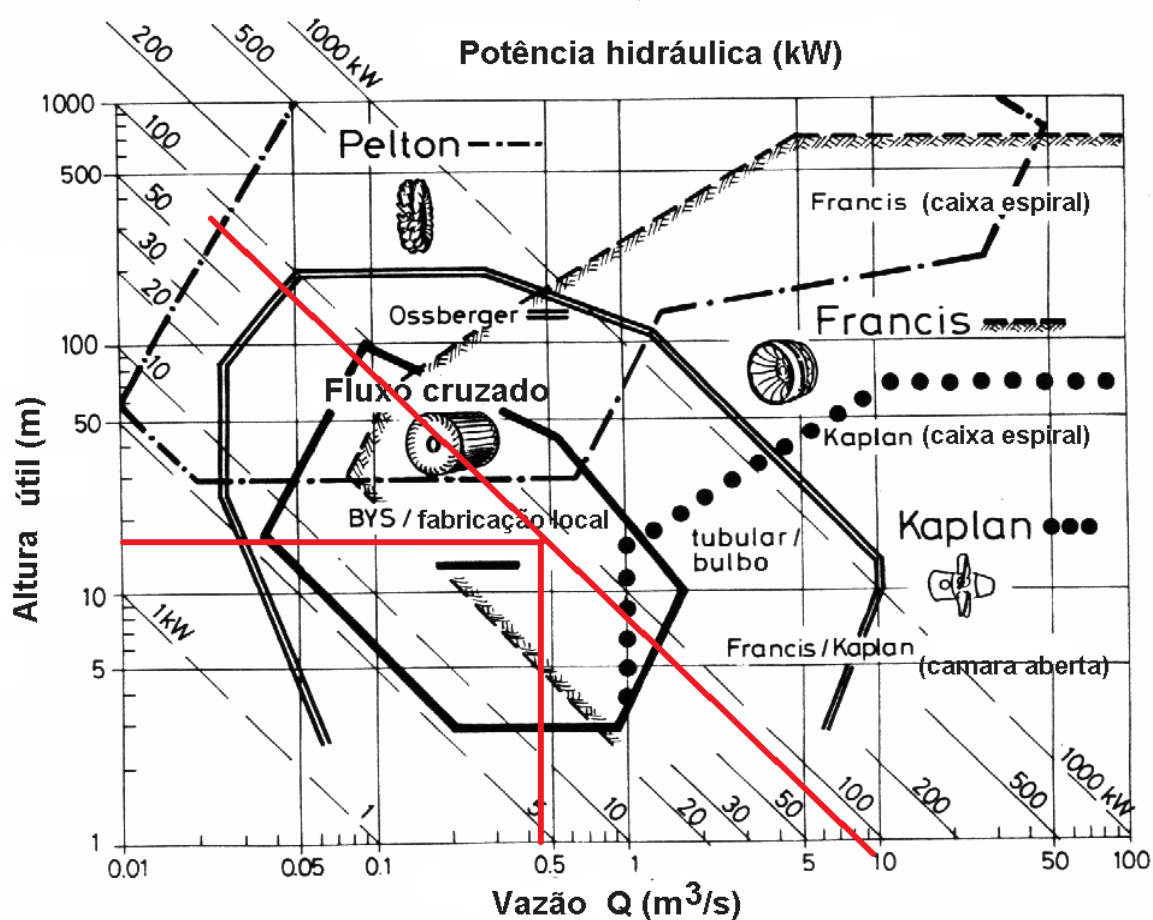 Potência hidráulica (kW)
200
500
1000 kW
1000
100
500
50
30
20
10
100
50
10
1kW
5
1
Altura útil (m)
Pelton
Ossberger
Fluxo cruzado
BYS / fabricação local
Francis (caixa espiral)
Francis
Kaplan (caixa espiral)
Kaplan
tubular/
bulbo
Francis/Kaplan (camara aberta)
1
5
10
20
30
50
100
200
500
1000 kW
0.01
0.05
0.1
0.5
1
5
10
50
100
Vazão Q (m³/s)